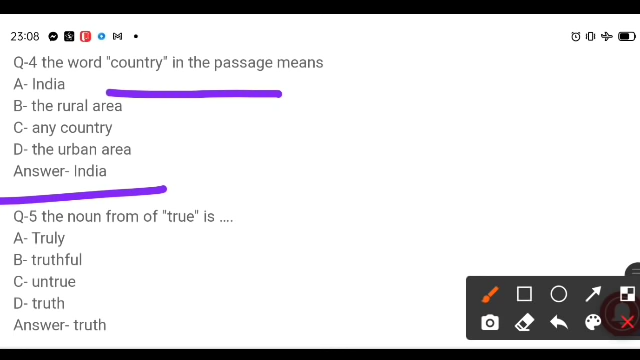 23:08
Q-4 the word "country" in the passage means
A- India
B- the rural area
C- any country
D- the urban area
Answer- India
Q-5 the noun from of "true" is ....
A- Truly
B- truthful
C- untrue
D- truth
Answer- truth